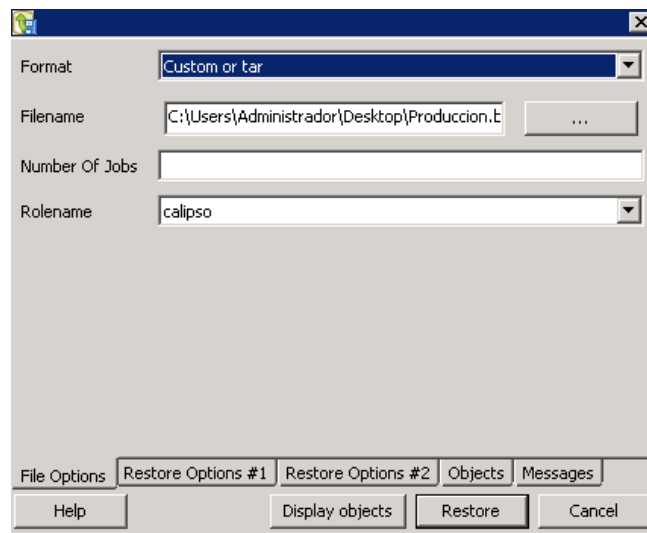 Format Custom or tar
Filename C:\Users\Administrador\Desktop\Produccion.b ...
Number Of Jobs
Rolename calipso
File Options Restore Options #1 Restore Options #2 Objects Messages
Help Display objects Restore Cancel